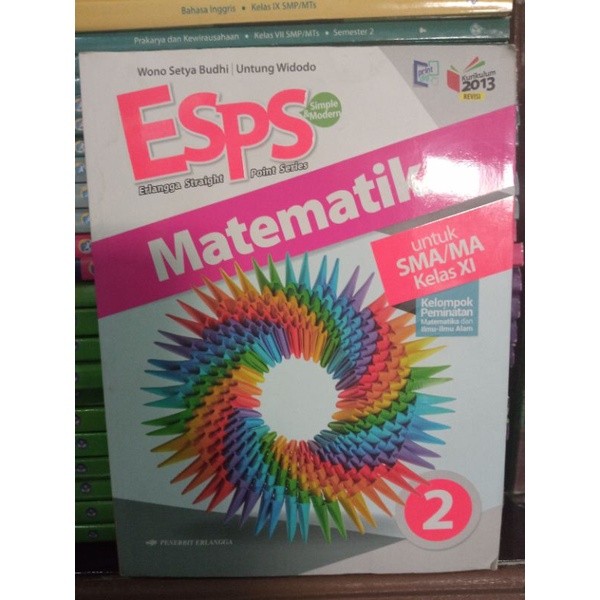 Bahasa Inggris • Kelas IX SMP/MTs
Prakarya dan Kewirausahaan • Kelas VII SMP/MTs • Semester 2
Wono Setya Budhi | Untung Widodo
print
Kurikulum
2013
REVISI
ESPS
Simple
& Modern
Erlangga Straight Point Series
Matematik
untuk
SMA/MA
Kelas XI
Kelompok
Peminatan
Matematika dan
Ilmu-ilmu Alam
2
PENERBIT ERLANGGA